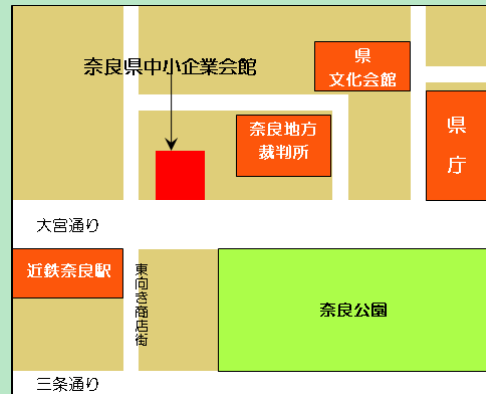 県
文化会館
奈良県中小企業会館
奈良地方
裁判所
県
庁
大宮通り
近鉄奈良駅
東向き商店街
奈良公園
三条通り